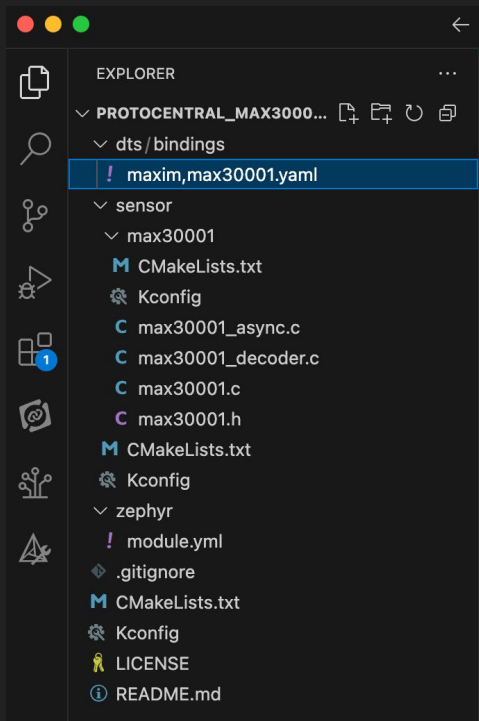 EXPLORER
PROTOCENTRAL_MAX3000...
dts/bindings
! maxim,max30001.yaml
sensor
max30001
M CMakeLists.txt
Kconfig
C max30001_async.c
C max30001_decoder.c
C max30001.c
C max30001.h
M CMakeLists.txt
Kconfig
zephyr
! module.yml
.gitignore
M CMakeLists.txt
Kconfig
LICENSE
README.md
1